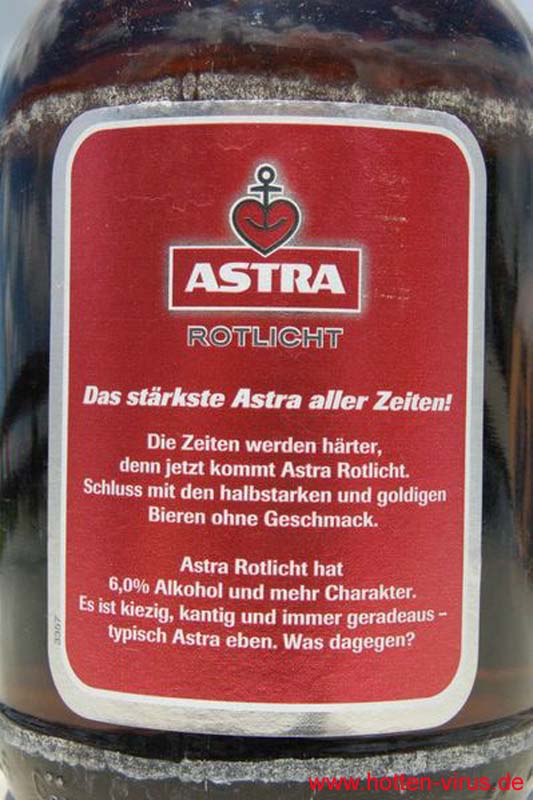 ASTRA
ROTLICHT
Das stärkste Astra aller Zeiten!
Die Zeiten werden härter,
denn jetzt kommt Astra Rotlicht.
Schluss mit den halbstarken und goldigen
Bieren ohne Geschmack.
Astra Rotlicht hat
6,0% Alkohol und mehr Charakter.
Es ist kiezig, kantig und immer geradeaus –
typisch Astra eben. Was dagegen?
3367
www.hotten-virus.de